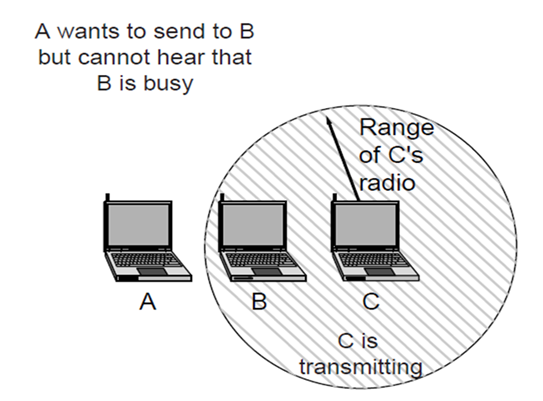 A wants to send to B
but cannot hear that
B is busy
Range
of C's
radio
A
B
C
C is
transmitting